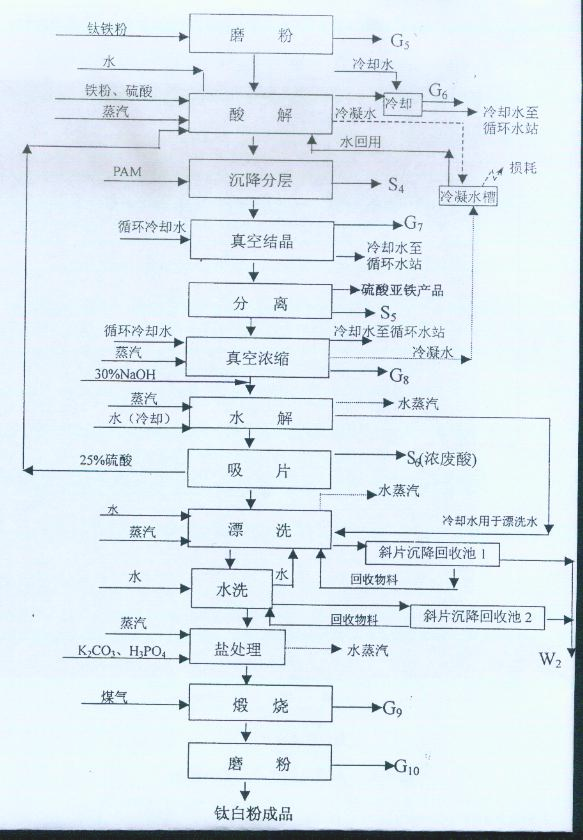 钛铁粉
磨 粉
G5
水
冷却水
铁粉、硫酸
蒸汽
酸 解
冷凝水
冷却
G6
冷却水至
循环水站
水回用
损耗
冷凝水槽
PAM
沉降分层
S4
循环冷却水
真空结晶
G7
冷却水至
循环水站
分 离
硫酸亚铁产品
S5
循环冷却水
蒸汽
真空浓缩
冷却水至循环水站
冷凝水
G8
30%NaOH
蒸汽
水（冷却）
水 解
水蒸汽
25%硫酸
吸 片
S6(浓废酸)
水蒸汽
水
蒸汽
漂 洗
冷却水用于漂洗水
斜片沉降回收池 1
回收物料
水
水洗
水
斜片沉降回收池 2
回收物料
蒸汽
K2CO3、H3PO4
盐处理
水蒸汽
W2
煤气
煅 烧
G9
磨 粉
G10
钛白粉成品